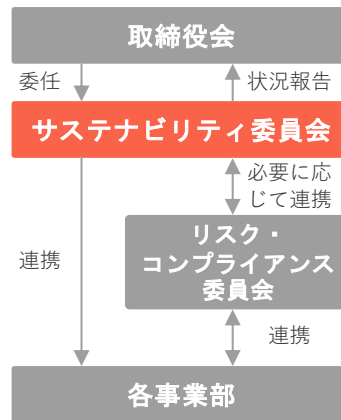 取締役会
委任
状況報告
サステナビリティ委員会
必要に応
じて連携
リスク・
コンプライアンス
委員会
連携
連携
各事業部